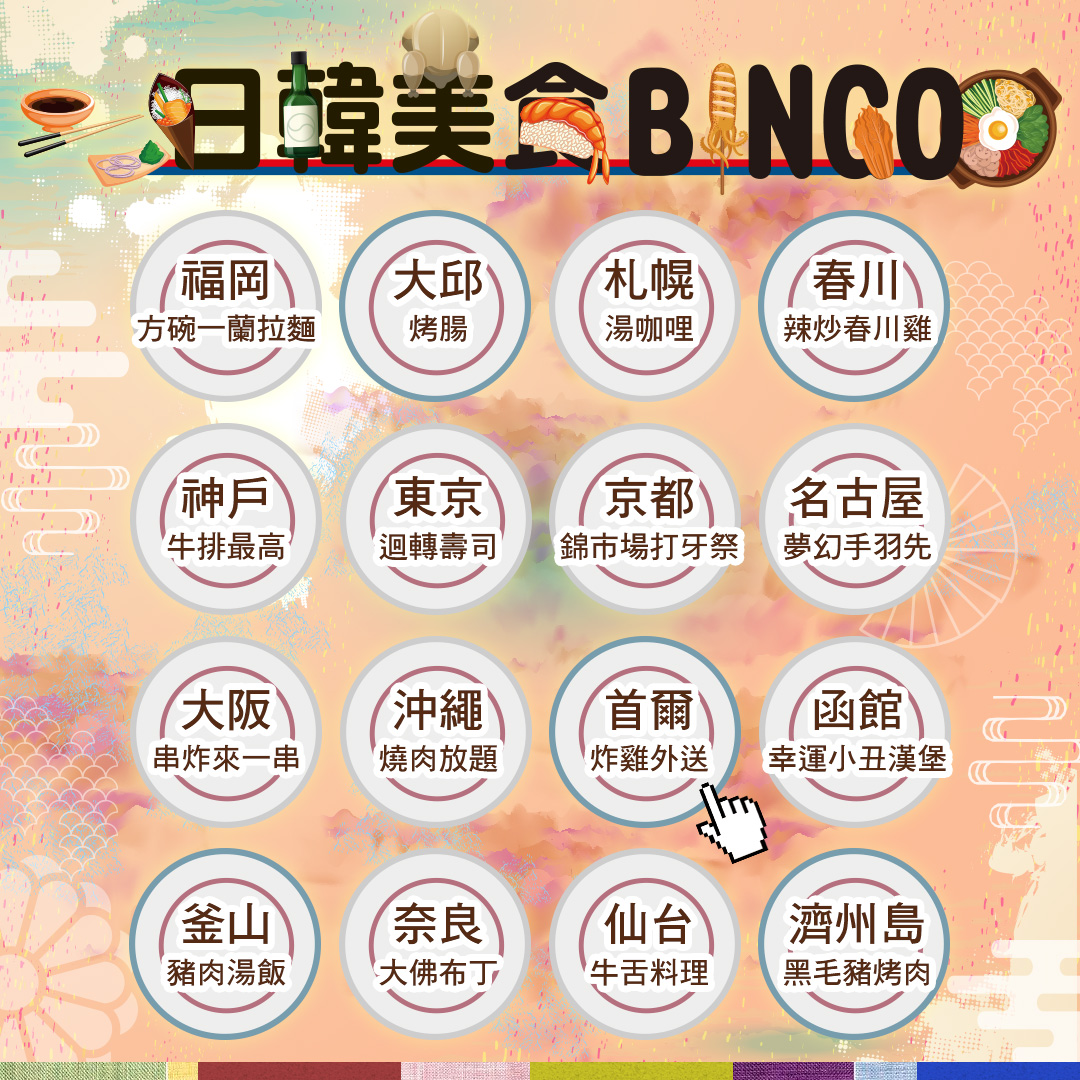 日韓美食BINGO
福岡
方碗一蘭拉麵
大邱
烤腸
札幌
湯咖哩
春川
辣炒春川雞
神戶
牛排最高
東京
迴轉壽司
京都
錦市場打牙祭
名古屋
夢幻手羽先
大阪
串炸來一串
沖繩
燒肉放題
首爾
炸雞外送
函館
幸運小丑漢堡
釜山
豬肉湯飯
奈良
大佛布丁
仙台
牛舌料理
濟州島
黑毛豬烤肉